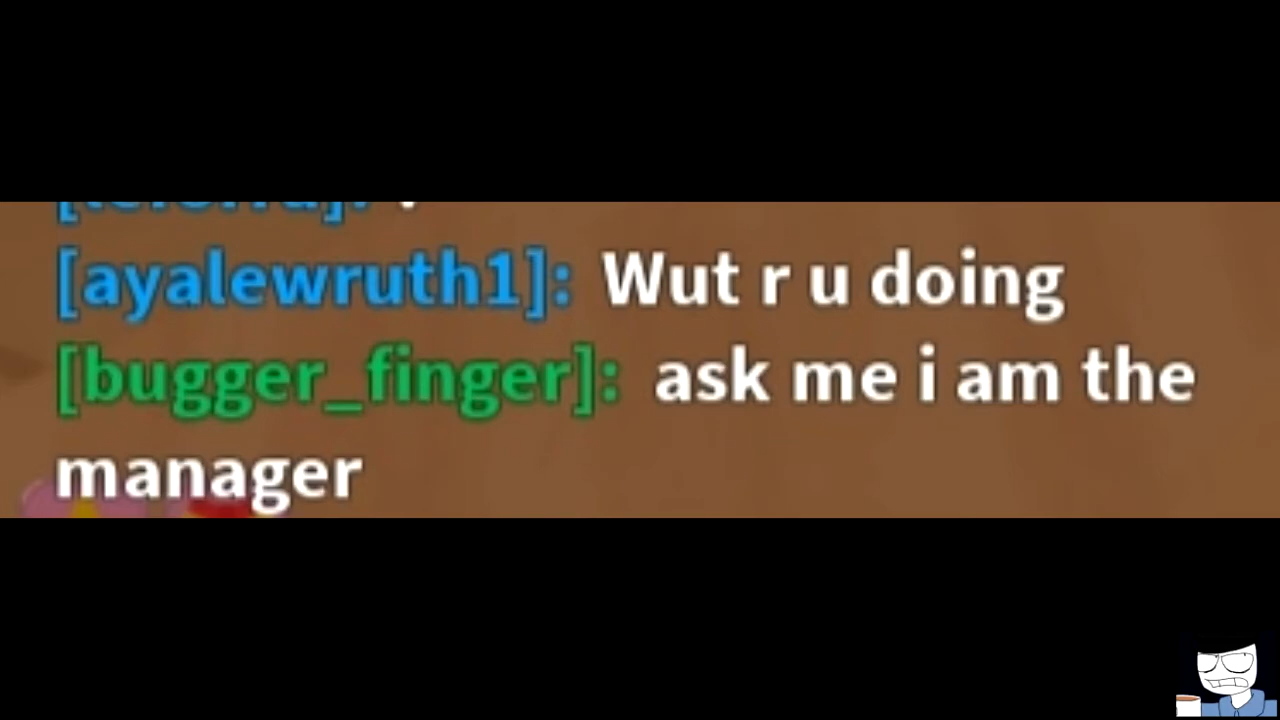 [ayalewruth1]: Wut r u doing
[bugger_finger]: ask me i am the
manager